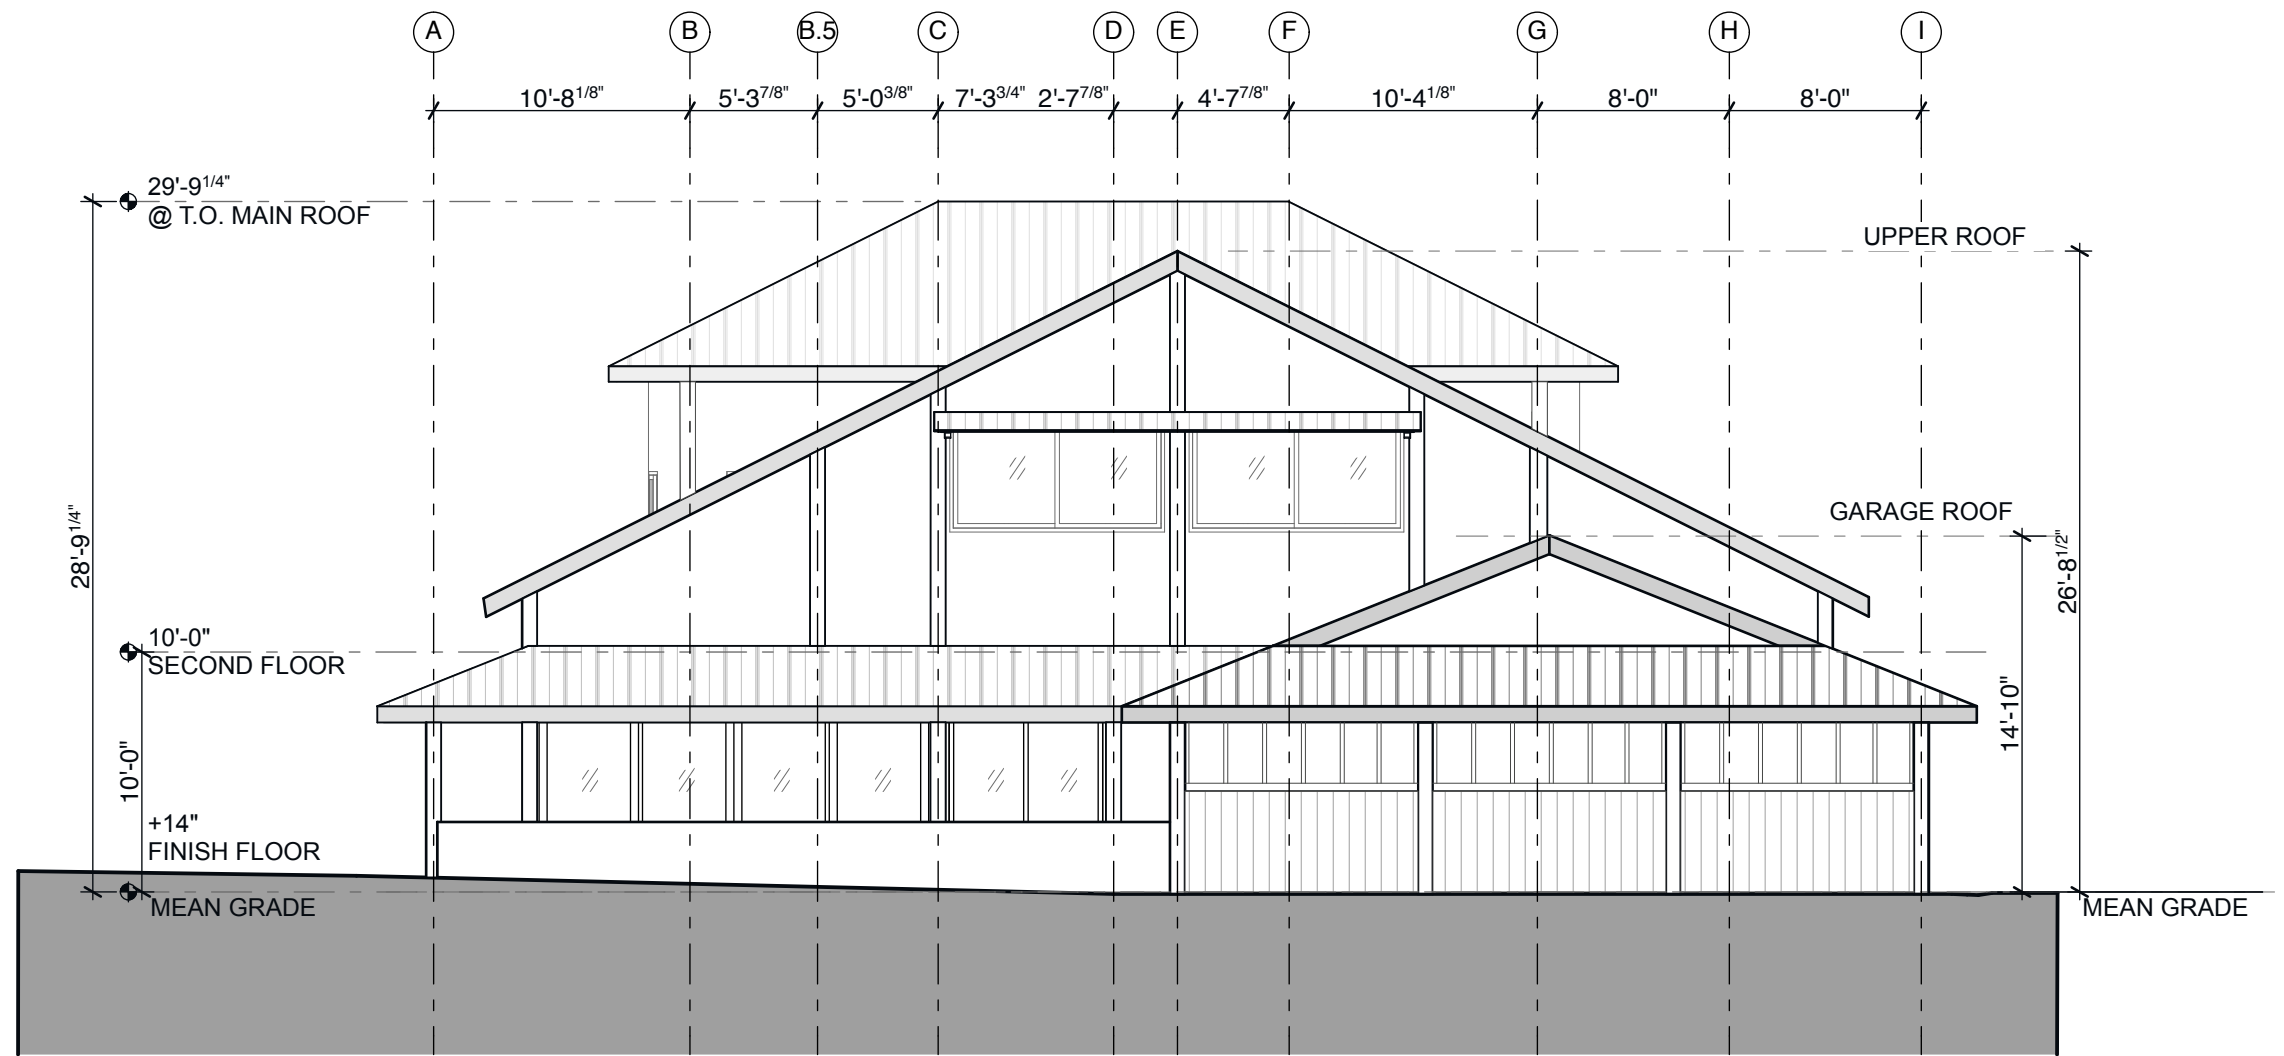 A B B.5 C D E F G H I
10'-8 1/8" 5'-3 7/8" 5'-0 3/8" 7'-3 3/4" 2'-7 7/8" 4'-7 7/8" 10'-4 1/8" 8'-0" 8'-0"
29'-9 1/4"
@ T.O. MAIN ROOF
UPPER ROOF
GARAGE ROOF
28'-9 1/4"
26'-8 1/2"
10'-0"
SECOND FLOOR
14'-10"
10'-0"
+14"
FINISH FLOOR
MEAN GRADE
MEAN GRADE